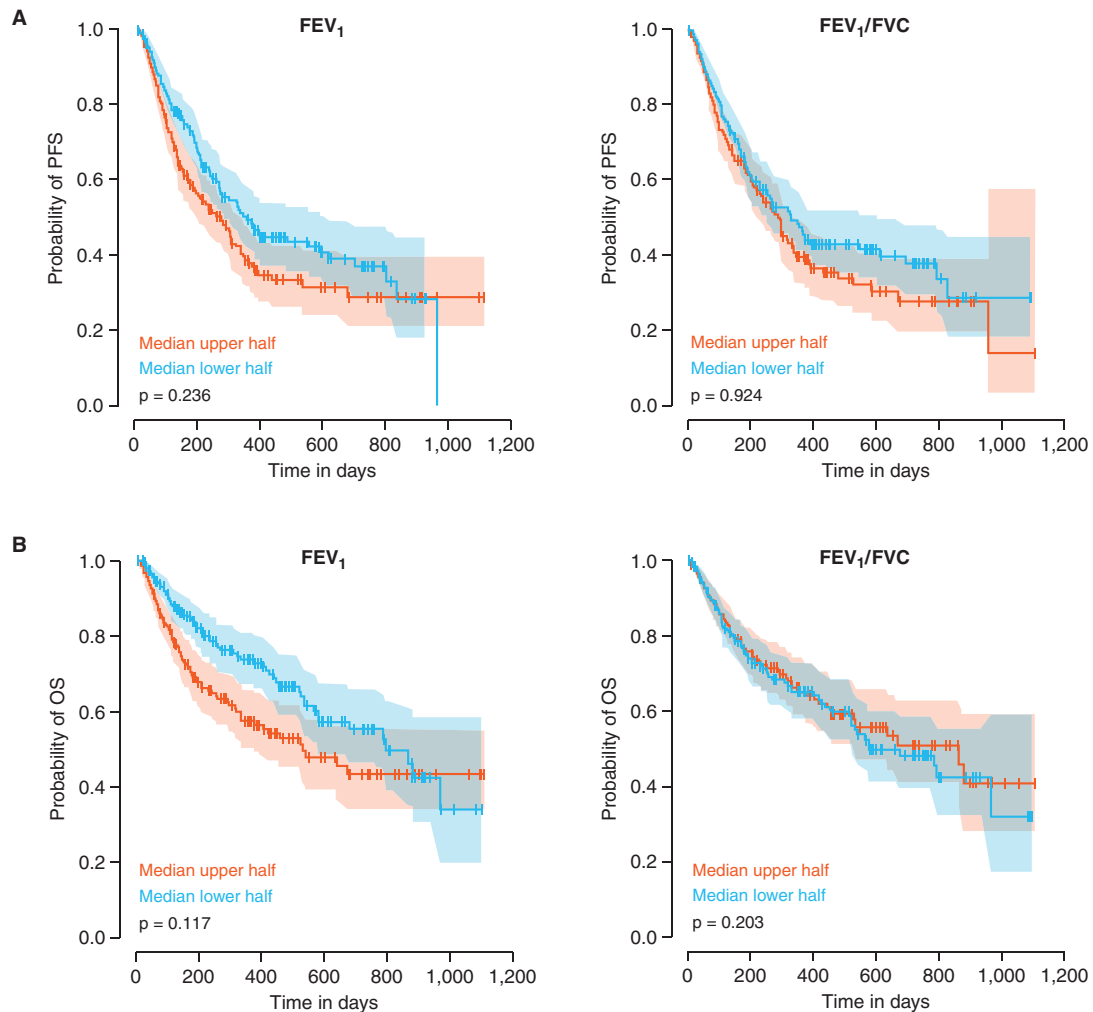 A
FEV1
1.0
0.8
0.6
0.4
0.2
0.0
Probability of PFS
Median upper half
Median lower half
p = 0.236
0 200 400 600 800 1,000 1,200
Time in days
FEV1/FVC
1.0
0.8
0.6
0.4
0.2
0.0
Probability of PFS
Median upper half
Median lower half
p = 0.924
0 200 400 600 800 1,000 1,200
Time in days
B
FEV1
1.0
0.8
0.6
0.4
0.2
0.0
Probability of OS
Median upper half
Median lower half
p = 0.117
0 200 400 600 800 1,000 1,200
Time in days
FEV1/FVC
1.0
0.8
0.6
0.4
0.2
0.0
Probability of OS
Median upper half
Median lower half
p = 0.203
0 200 400 600 800 1,000 1,200
Time in days